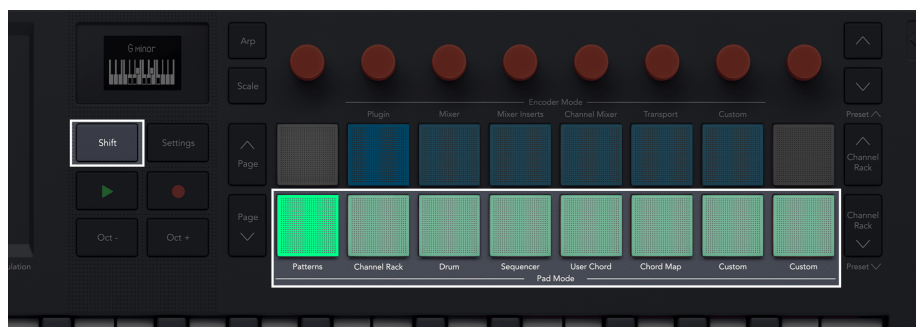 G minor
Arp
Scale
Encoder Mode
Plugin
Mixer
Mixer Inserts
Channel Mixer
Transport
Custom
Preset
Shift
Settings
Page
Channel
Rack
Page
Channel
Rack
Oct -
Oct +
Preset
Patterns
Channel Rack
Drum
Sequencer
User Chord
Chord Map
Custom
Custom
Pad Mode